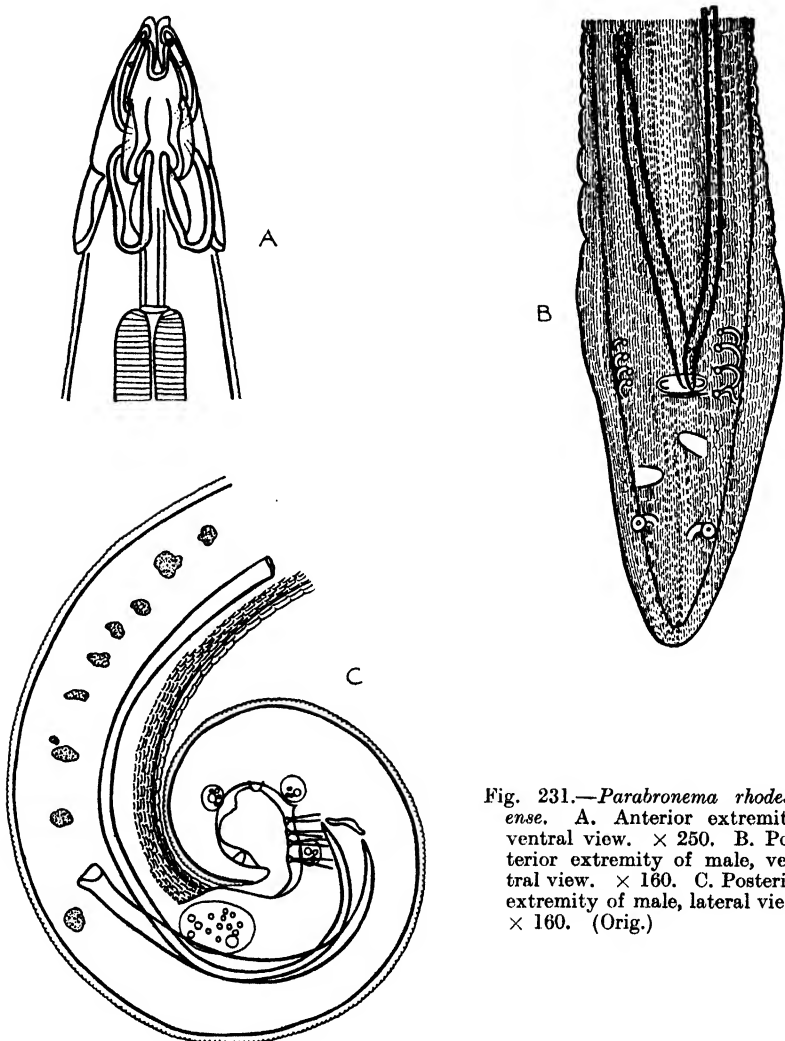 A
B
C
Fig. 231.—Parabronema rhodes
ense. A. Anterior extremit
ventral view. × 250. B. Po
terior extremity of male, ve
tral view. × 160. C. Posteri
extremity of male, lateral vie
× 160. (Orig.)